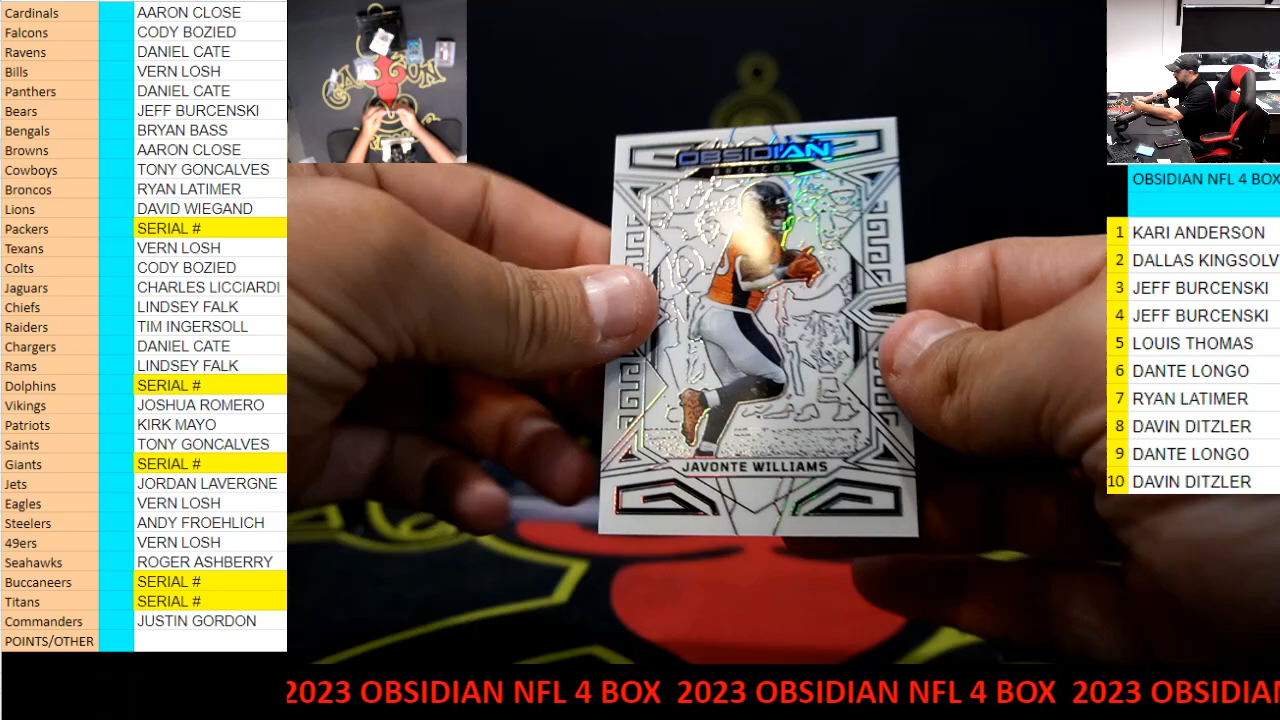 Cardinals AARON CLOSE
Falcons CODY BOZIED
Ravens DANIEL CATE
Bills VERN LOSH
Panthers DANIEL CATE
Bears JEFF BURCENSKI
Bengals BRYAN BASS
Browns AARON CLOSE
Cowboys TONY GONCALVES
Broncos RYAN LATIMER
Lions DAVID WIEGAND
Packers SERIAL #
Texans VERN LOSH
Colts CODY BOZIED
Jaguars CHARLES LICCIARDI
Chiefs LINDSEY FALK
Raiders TIM INGERSOLL
Chargers DANIEL CATE
Rams LINDSEY FALK
Dolphins SERIAL #
Vikings JOSHUA ROMERO
Patriots KIRK MAYO
Saints TONY GONCALVES
Giants SERIAL #
Jets JORDAN LAVERGNE
Eagles VERN LOSH
Steelers ANDY FROEHLICH
49ers VERN LOSH
Seahawks ROGER ASHBERRY
Buccaneers SERIAL #
Titans SERIAL #
Commanders JUSTIN GORDON
POINTS/OTHER
OBSIDIAN
BRONCOS
JAVONTE WILLIAMS
OBSIDIAN NFL 4 BOX
1 KARI ANDERSON
2 DALLAS KINGSOLV
3 JEFF BURCENSKI
4 JEFF BURCENSKI
5 LOUIS THOMAS
6 DANTE LONGO
7 RYAN LATIMER
8 DAVIN DITZLER
9 DANTE LONGO
10 DAVIN DITZLER
2023 OBSIDIAN NFL 4 BOX 2023 OBSIDIAN NFL 4 BOX 2023 OBSIDIAN